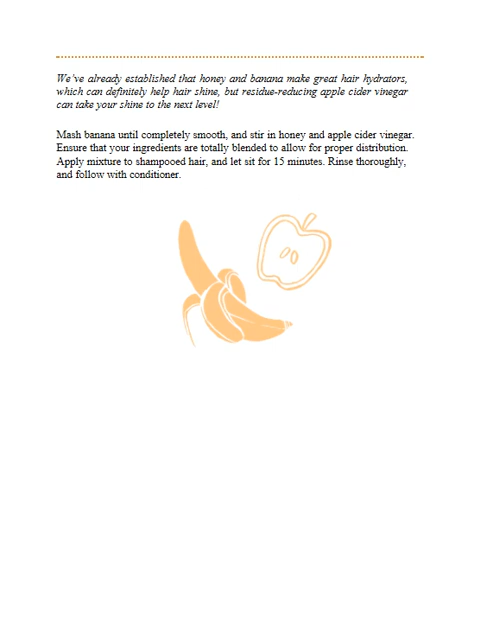 We've already established that honey and banana make great hair hydrators,
which can definitely help hair shine, but residue-reducing apple cider vinegar
can take your shine to the next level!
Mash banana until completely smooth, and stir in honey and apple cider vinegar.
Ensure that your ingredients are totally blended to allow for proper distribution.
Apply mixture to shampooed hair, and let sit for 15 minutes. Rinse thoroughly,
and follow with conditioner.